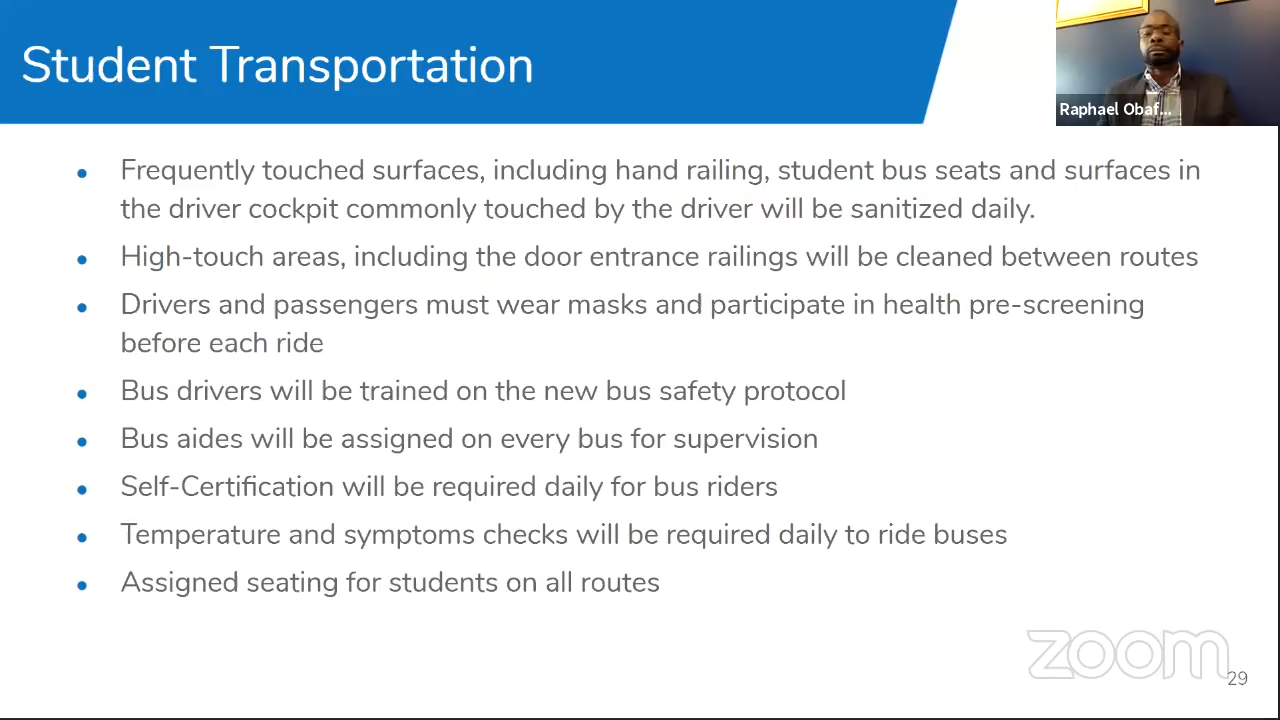 Student Transportation
Raphael Obaf...
Frequently touched surfaces, including hand railing, student bus seats and surfaces in
the driver cockpit commonly touched by the driver will be sanitized daily.
High-touch areas, including the door entrance railings will be cleaned between routes
Drivers and passengers must wear masks and participate in health pre-screening
before each ride
Bus drivers will be trained on the new bus safety protocol
Bus aides will be assigned on every bus for supervision
Self-Certification will be required daily for bus riders
Temperature and symptoms checks will be required daily to ride buses
Assigned seating for students on all routes
zoom
29